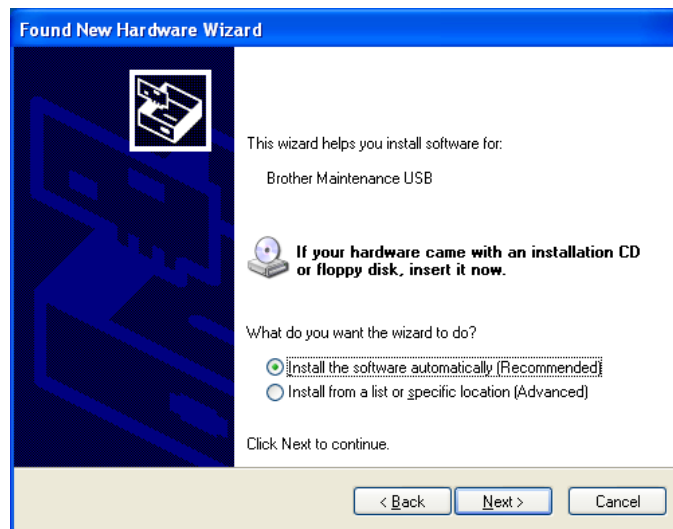 Found New Hardware Wizard
This wizard helps you install software for:
Brother Maintenance USB
If your hardware came with an installation CD
or floppy disk, insert it now.
What do you want the wizard to do?
Install the software automatically (Recommended)
Install from a list or specific location (Advanced)
Click Next to continue.
< Back Next > Cancel